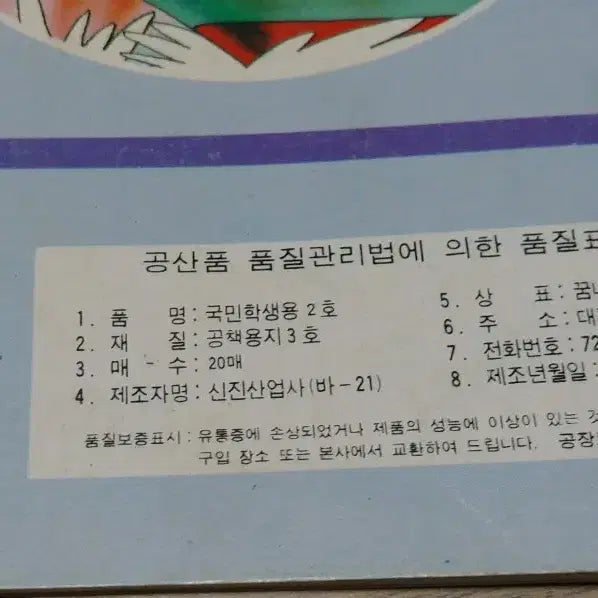 공산품 품질관리법에 의한 품질표
1. 품 명 : 국민학생용 2호
2. 재 질 : 공책용지 3호
3. 매 - 수 : 20매
4. 제조자명 : 신진산업사(바-21)
5. 상 표 : 꿈
6. 주 소 : 대
7. 전화번호 : 72
8. 제조년월일 :
품질보증표시 : 유통중에 손상되었거나 제품의 성능에 이상이 있는 것
구입 장소 또는 본사에서 교환하여 드립니다. 공장